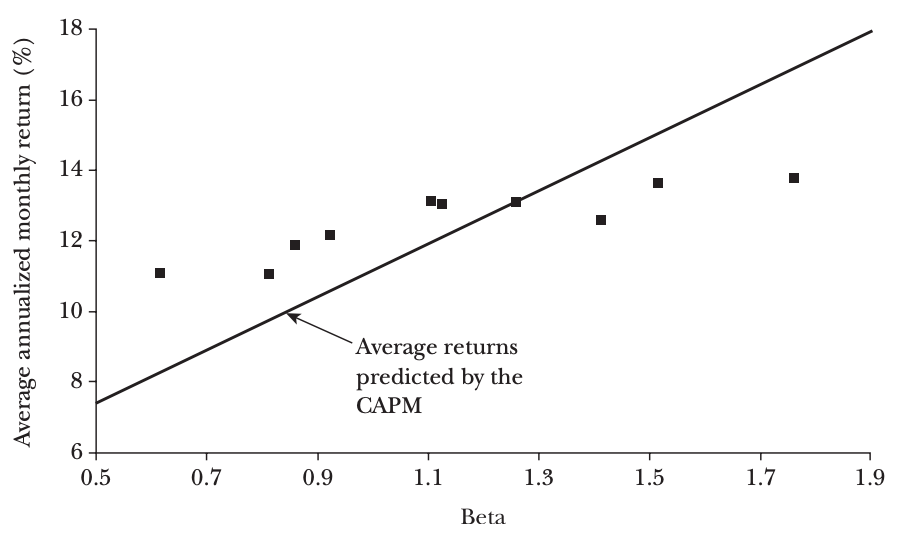 Average annualized monthly return (%)
18
16
14
12
10
8
6
Average returns
predicted by the
CAPM
0.5 0.7 0.9 1.1 1.3 1.5 1.7 1.9
Beta